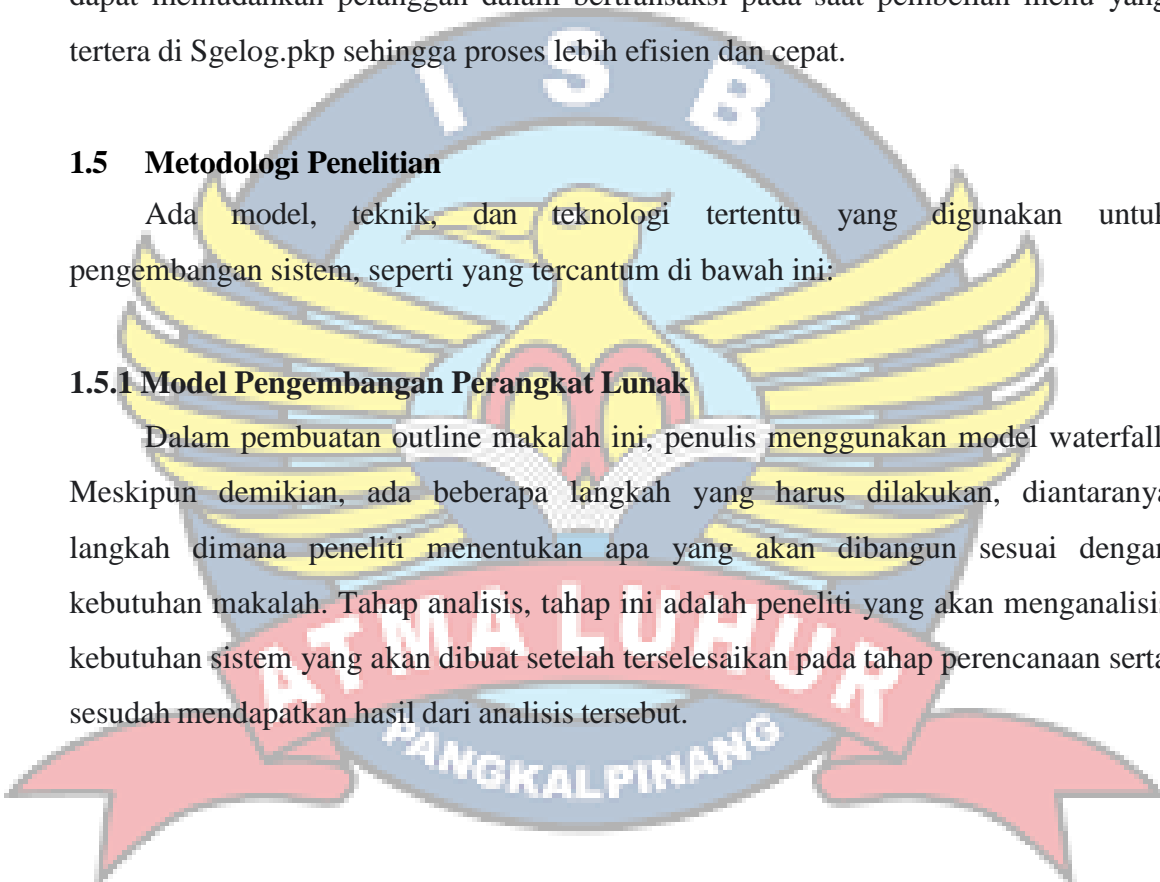 dapat memudahkan pelanggan dalam bertransaksi pada saat pembelian menu yang
tertera di Sgelog.pkp sehingga proses lebih efisien dan cepat.
I S B
1.5 Metodologi Penelitian
Ada model, teknik, dan teknologi tertentu yang digunakan untuk
pengembangan sistem, seperti yang tercantum di bawah ini:
1.5.1 Model Pengembangan Perangkat Lunak
Dalam pembuatan outline makalah ini, penulis menggunakan model waterfall
Meskipun demikian, ada beberapa langkah yang harus dilakukan, diantaranya
langkah dimana peneliti menentukan apa yang akan dibangun sesuai dengan
kebutuhan makalah. Tahap analisis, tahap ini adalah peneliti yang akan menganalisis
kebutuhan sistem yang akan dibuat setelah terselesaikan pada tahap perencanaan serta
sesudah mendapatkan hasil dari analisis tersebut.
ATMA LUHUR
PANGKALPINANG